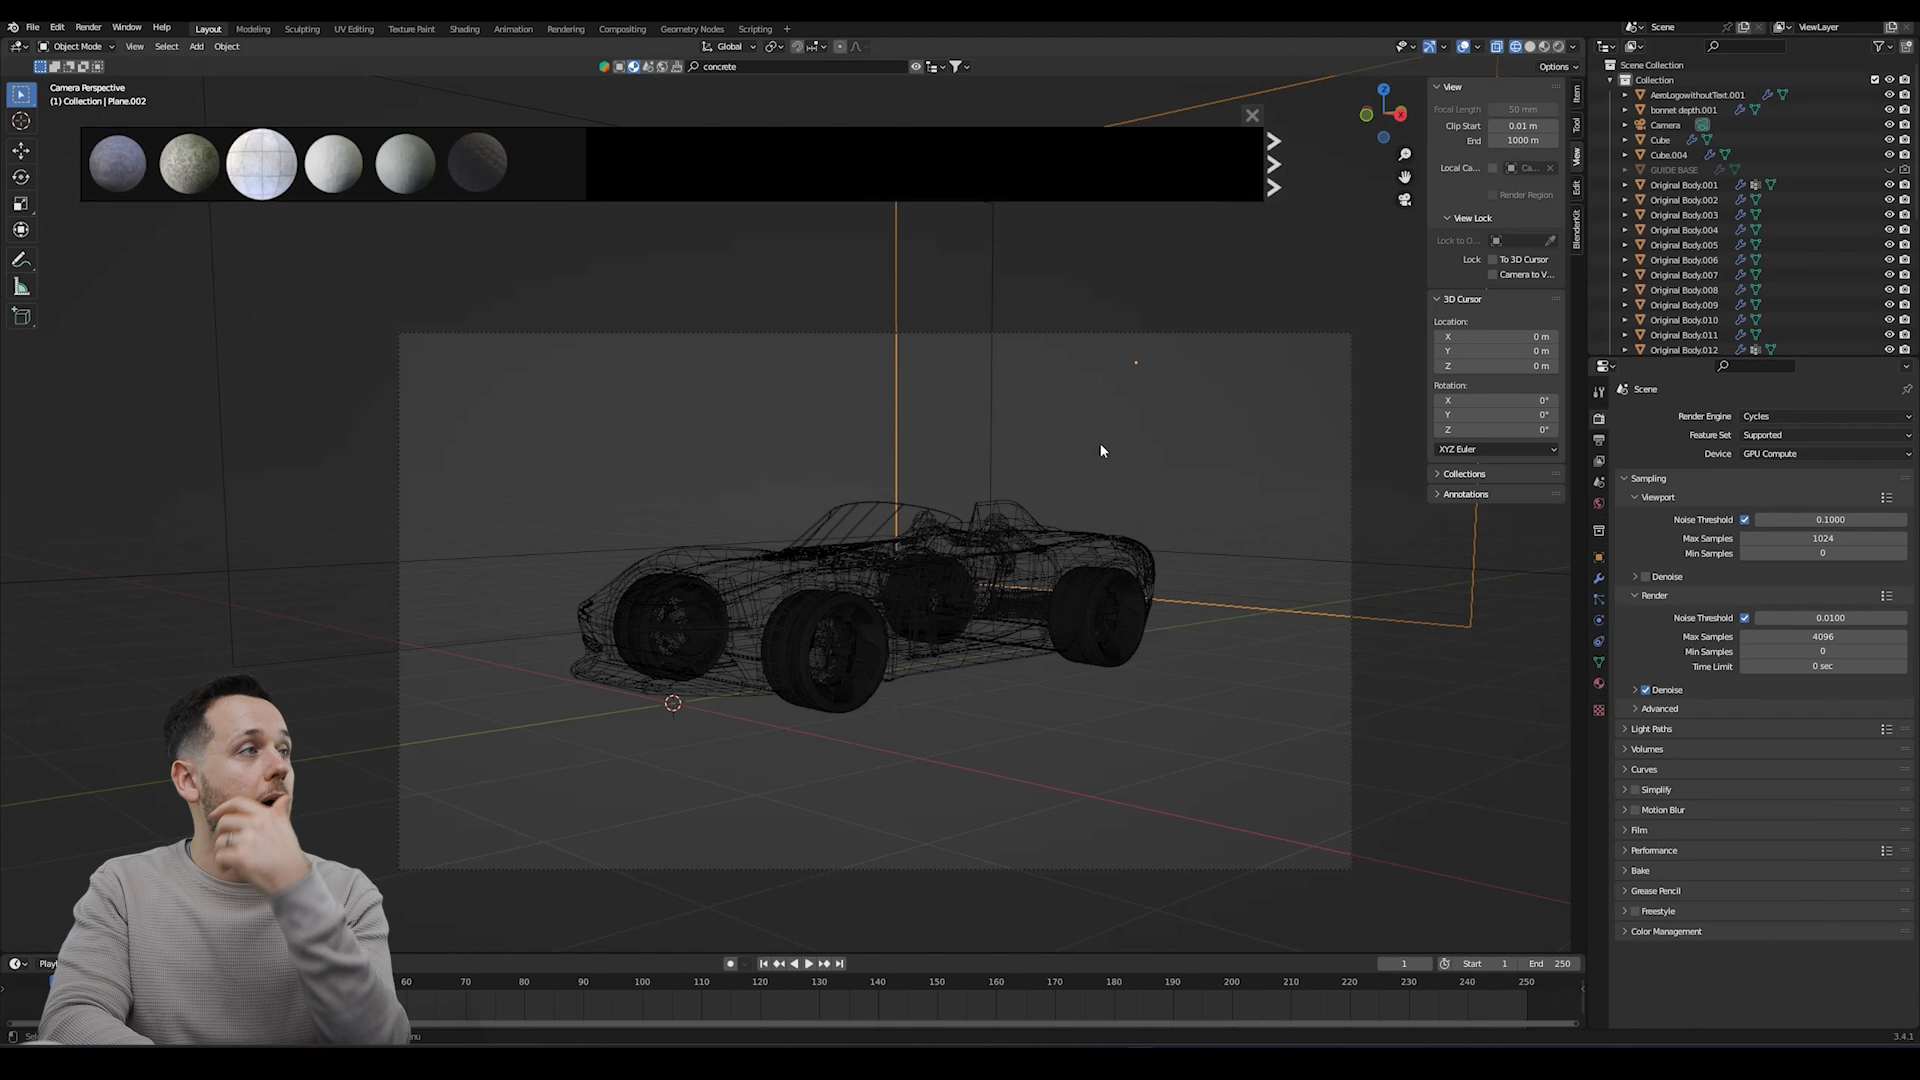 File Edit Render Window Help Layout Modeling Sculpting UV Editing Texture Paint Shading Animation Rendering Compositing Geometry Nodes Scripting + Scene ViewLayer
Object Mode View Select Add Object Global
concrete Options
Camera Perspective
(1) Collection | Plane.002
View
Focal Length 50 mm
Clip Start 0.01 m
End 1000 m
Local Ca... Ca...
Render Region
View Lock
Lock to O...
Lock To 3D Cursor
Camera to V...
3D Cursor
Location:
X 0 m
Y 0 m
Z 0 m
Rotation:
X 0°
Y 0°
Z 0°
XYZ Euler
Collections
Annotations
Item
Tool
View
Edit
BlenderKit
Z
X
Scene Collection
Collection
AeroLogowithoutText.001
bonnet depth.001
Camera
Cube
Cube.004
GUIDE BASE
Original Body.001
Original Body.002
Original Body.003
Original Body.004
Original Body.005
Original Body.006
Original Body.007
Original Body.008
Original Body.009
Original Body.010
Original Body.011
Original Body.012
Scene
Render Engine Cycles
Feature Set Supported
Device GPU Compute
Sampling
Viewport
Noise Threshold 0.1000
Max Samples 1024
Min Samples 0
Denoise
Render
Noise Threshold 0.0100
Max Samples 4096
Min Samples 0
Time Limit 0 sec
Denoise
Advanced
Light Paths
Volumes
Curves
Simplify
Motion Blur
Film
Performance
Bake
Grease Pencil
Freestyle
Color Management
1 Start 1 End 250
60 70 80 90 100 110 120 130 140 150 160 170 180 190 200 210 220 230 240 250
3.4.1